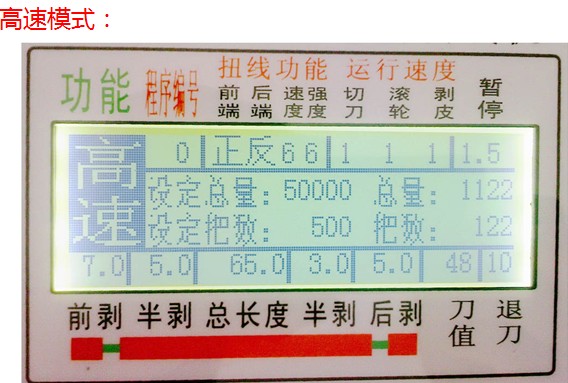 高速模式：
功能 程序编号 扭线功能 运行速度 暂停
前端 后端 速度 强度 切刀 滚轮 剥皮
高速 0 正反 6 6 1 1 1 1.5
设定总量: 50000 总量: 1122
设定把数: 500 把数: 122
7.0 5.0 65.0 3.0 5.0 48 10
前剥 半剥 总长度 半剥 后剥 刀值 退刀